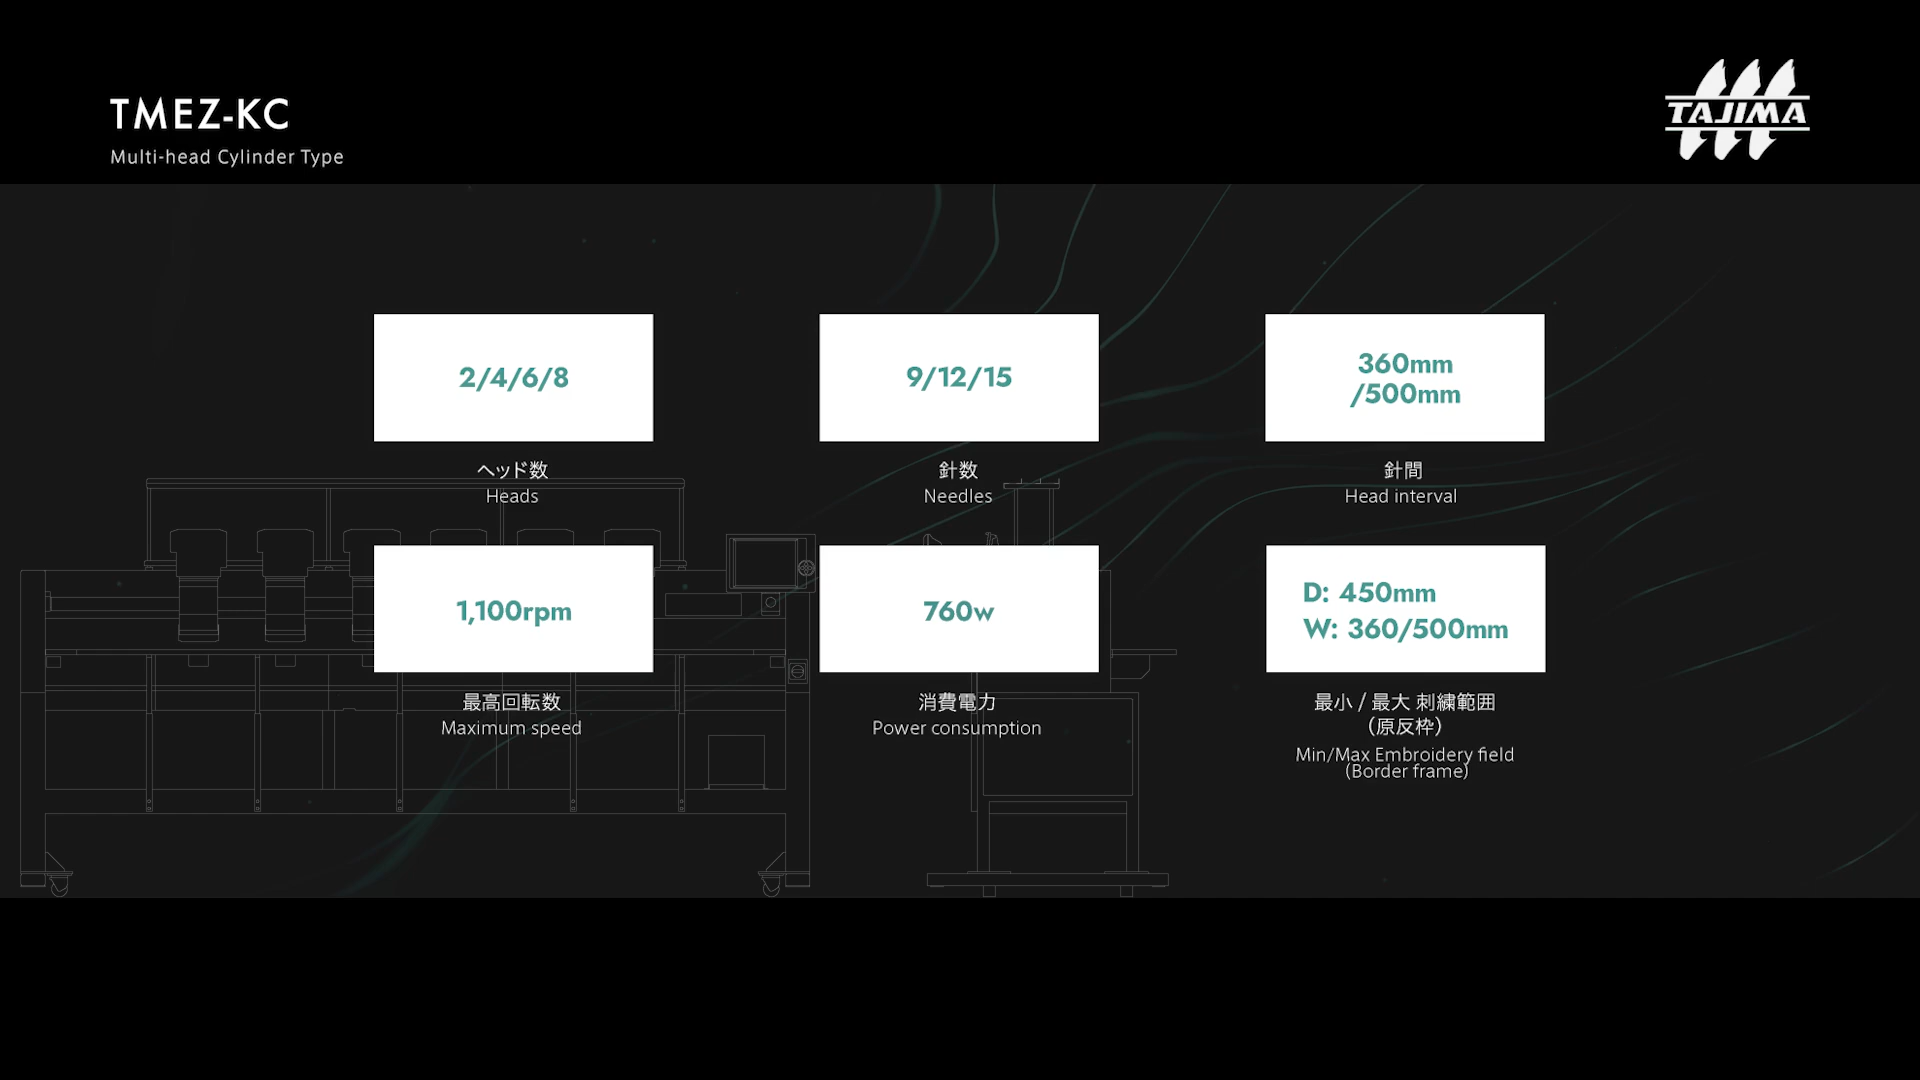 TMEZ-KC
Multi-head Cylinder Type
TAJIMA
2/4/6/8
ヘッド数
Heads
9/12/15
針数
Needles
360mm
/500mm
針間
Head interval
1,100rpm
最高回転数
Maximum speed
760w
消費電力
Power consumption
D: 450mm
W: 360/500mm
最小 / 最大 刺繍範囲
(原反枠)
Min/Max Embroidery field
(Border frame)